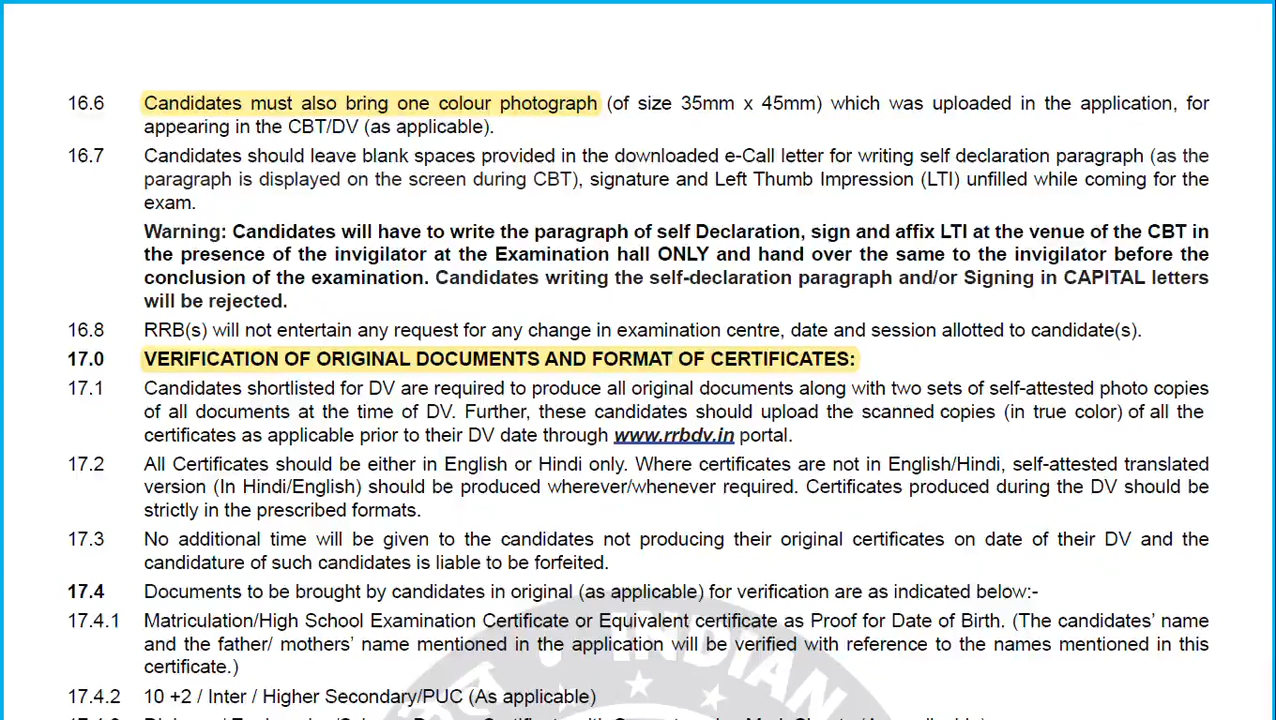 16.6 Candidates must also bring one colour photograph (of size 35mm x 45mm) which was uploaded in the application, for
appearing in the CBT/DV (as applicable).
16.7 Candidates should leave blank spaces provided in the downloaded e-Call letter for writing self declaration paragraph (as the
paragraph is displayed on the screen during CBT), signature and Left Thumb Impression (LTI) unfilled while coming for the
exam.
Warning: Candidates will have to write the paragraph of self Declaration, sign and affix LTI at the venue of the CBT in
the presence of the invigilator at the Examination hall ONLY and hand over the same to the invigilator before the
conclusion of the examination. Candidates writing the self-declaration paragraph and/or Signing in CAPITAL letters
will be rejected.
16.8 RRB(s) will not entertain any request for any change in examination centre, date and session allotted to candidate(s).
17.0 VERIFICATION OF ORIGINAL DOCUMENTS AND FORMAT OF CERTIFICATES:
17.1 Candidates shortlisted for DV are required to produce all original documents along with two sets of self-attested photo copies
of all documents at the time of DV. Further, these candidates should upload the scanned copies (in true color) of all the
certificates as applicable prior to their DV date through www.rrbdv.in portal.
17.2 All Certificates should be either in English or Hindi only. Where certificates are not in English/Hindi, self-attested translated
version (In Hindi/English) should be produced wherever/whenever required. Certificates produced during the DV should be
strictly in the prescribed formats.
17.3 No additional time will be given to the candidates not producing their original certificates on date of their DV and the
candidature of such candidates is liable to be forfeited.
17.4 Documents to be brought by candidates in original (as applicable) for verification are as indicated below:-
17.4.1 Matriculation/High School Examination Certificate or Equivalent certificate as Proof for Date of Birth. (The candidates’ name
and the father/ mothers’ name mentioned in the application will be verified with reference to the names mentioned in this
certificate.)
17.4.2 10 +2 / Inter / Higher Secondary/PUC (As applicable)
INDIAN